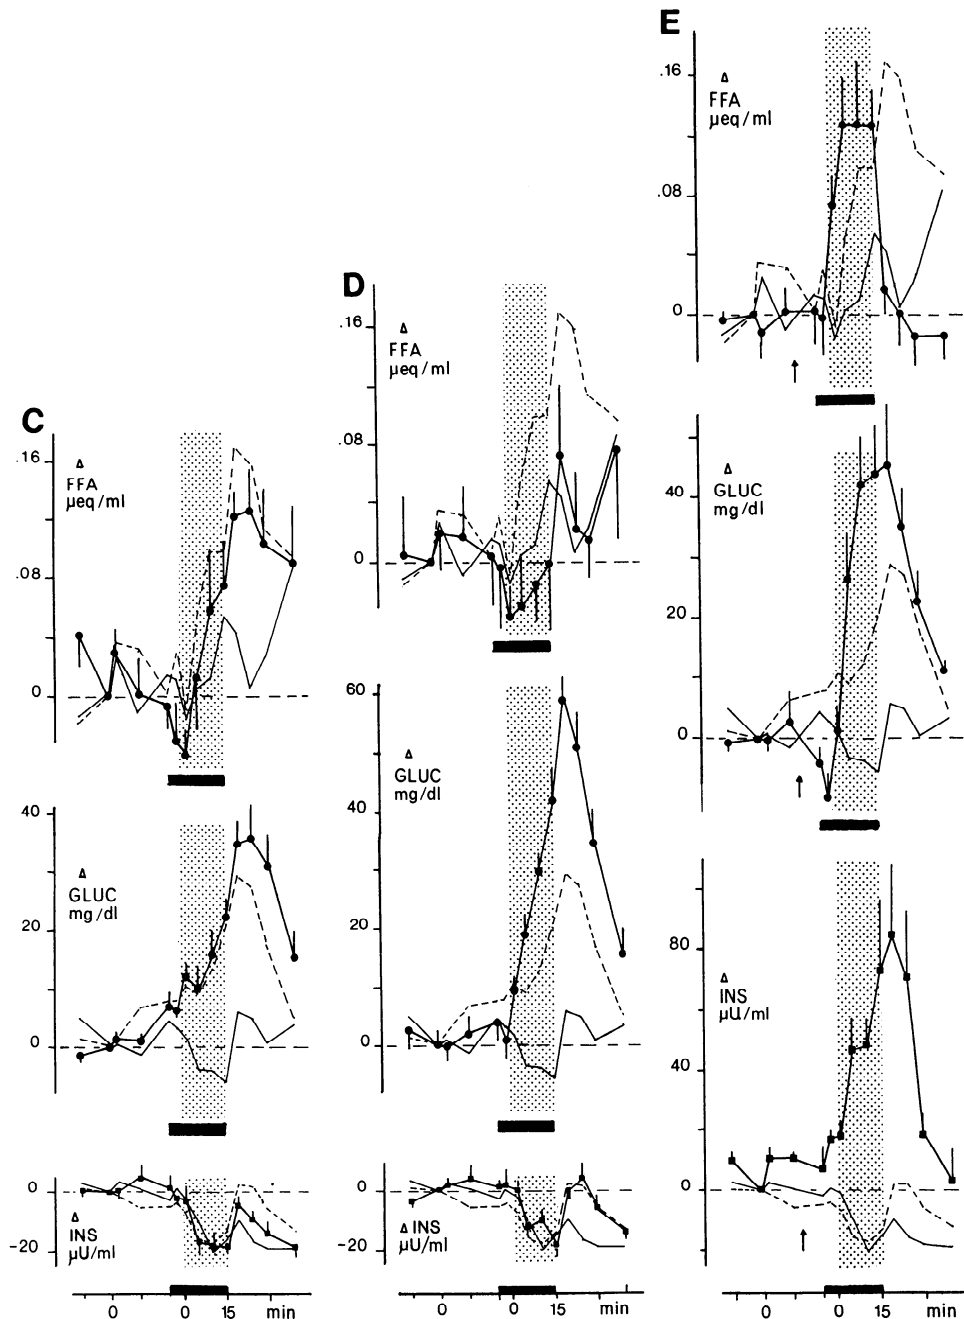 E
.16
Δ
FFA
μeq/ml
.08
0
D
.16
Δ
FFA
μeq/ml
.08
0
C
.16
Δ
FFA
μeq/ml
.08
0
Δ
GLUC
mg/dl
40
20
0
60
Δ
GLUC
mg/dl
40
20
0
40
Δ
GLUC
mg/dl
20
0
80
Δ
INS
μU/ml
40
20
0
0
Δ INS
μU/ml
-20
0
Δ
INS
μU/ml
-20
0 0 15 min
0 0 15 min
0 0 15 min